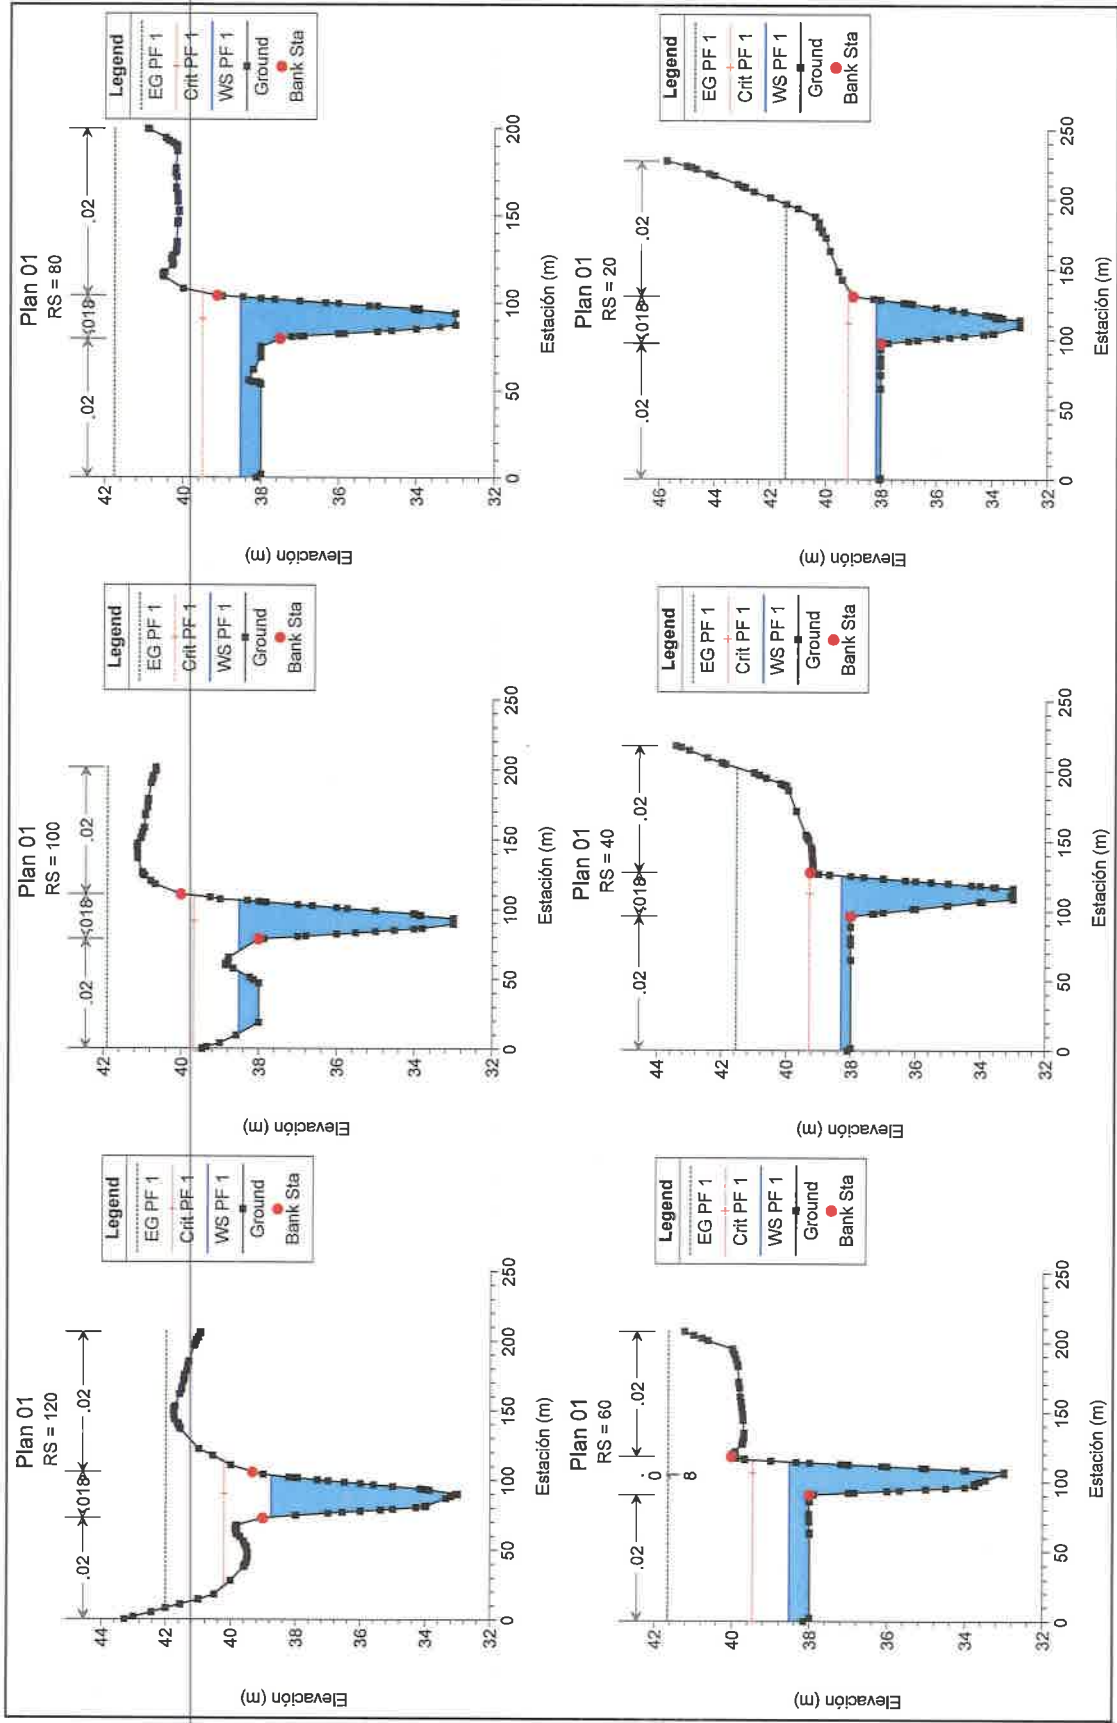 Plan 01
RS = 120
.02
.018
.02
Elevación (m)
44
42
40
38
36
34
32
0
50
100
150
200
250
Estación (m)
Legend
EG PF 1
Crit PF 1
WS PF 1
Ground
Bank Sta
Plan 01
RS = 100
.02
.018
.02
Elevación (m)
42
40
38
36
34
32
0
50
100
150
200
250
Estación (m)
Legend
EG PF 1
Crit PF 1
WS PF 1
Ground
Bank Sta
Plan 01
RS = 80
.02
.018
.02
Elevación (m)
42
40
38
36
34
32
0
50
100
150
200
Estación (m)
Legend
EG PF 1
Crit PF 1
WS PF 1
Ground
Bank Sta
Plan 01
RS = 60
.02
.
0
1
8
.02
Elevación (m)
42
40
38
36
34
32
0
50
100
150
200
250
Estación (m)
Legend
EG PF 1
Crit PF 1
WS PF 1
Ground
Bank Sta
Plan 01
RS = 40
.02
.018
.02
Elevación (m)
44
42
40
38
36
34
32
0
50
100
150
200
250
Estación (m)
Legend
EG PF 1
Crit PF 1
WS PF 1
Ground
Bank Sta
Plan 01
RS = 20
.02
.018
.02
Elevación (m)
46
44
42
40
38
36
34
32
0
50
100
150
200
250
Estación (m)
Legend
EG PF 1
Crit PF 1
WS PF 1
Ground
Bank Sta